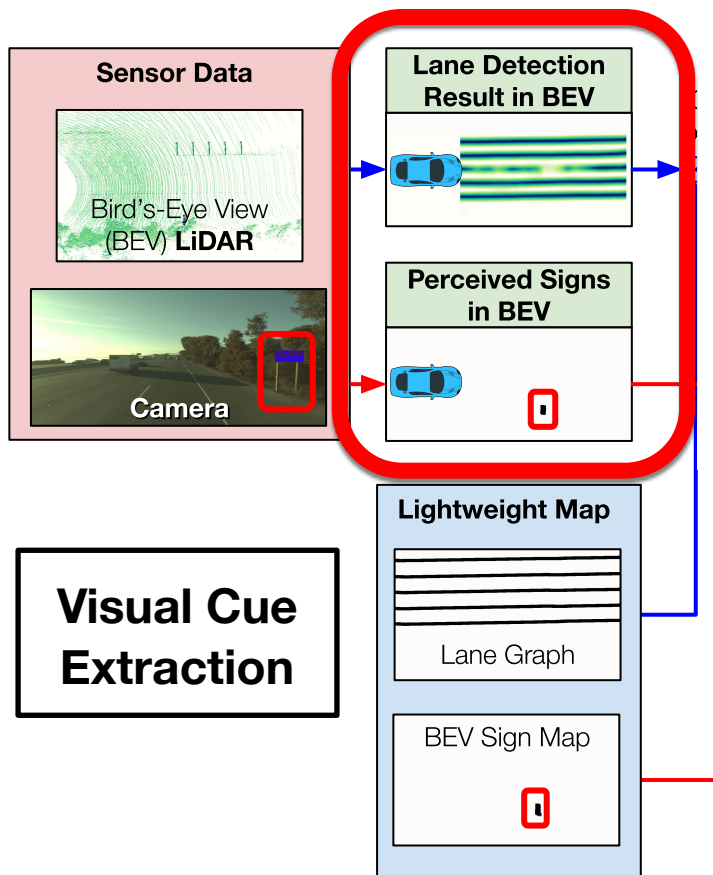 Sensor Data
Bird's-Eye View
(BEV) LiDAR
Camera
Lane Detection
Result in BEV
Perceived Signs
in BEV
Lightweight Map
Lane Graph
BEV Sign Map
Visual Cue
Extraction